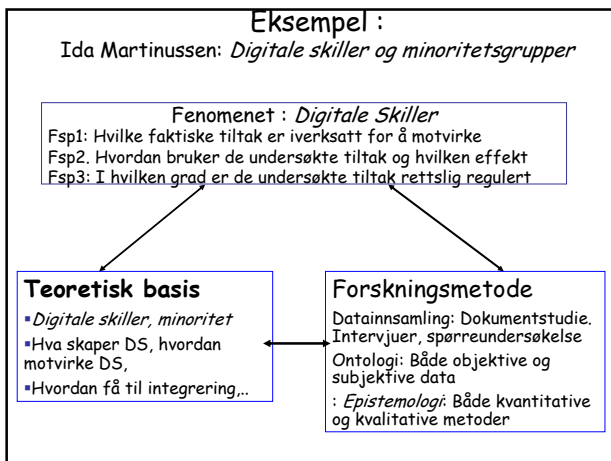 Eksempel :
Ida Martinussen: Digitale skiller og minoritetsgrupper
Fenomenet : Digitale Skiller
Fsp1: Hvilke faktiske tiltak er iverksatt for å motvirke
Fsp2. Hvordan bruker de undersøkte tiltak og hvilken effekt
Fsp3: I hvilken grad er de undersøkte tiltak rettslig regulert
Teoretisk basis
▪Digitale skiller, minoritet
▪Hva skaper DS, hvordan
motvirke DS,
▪Hvordan få til integrering,..
Forskningsmetode
Datainnsamling: Dokumentstudie.
Intervjuer, spørreundersøkelse
Ontologi: Både objektive og
subjektive data
: Epistemologi: Både kvantitative
og kvalitative metoder